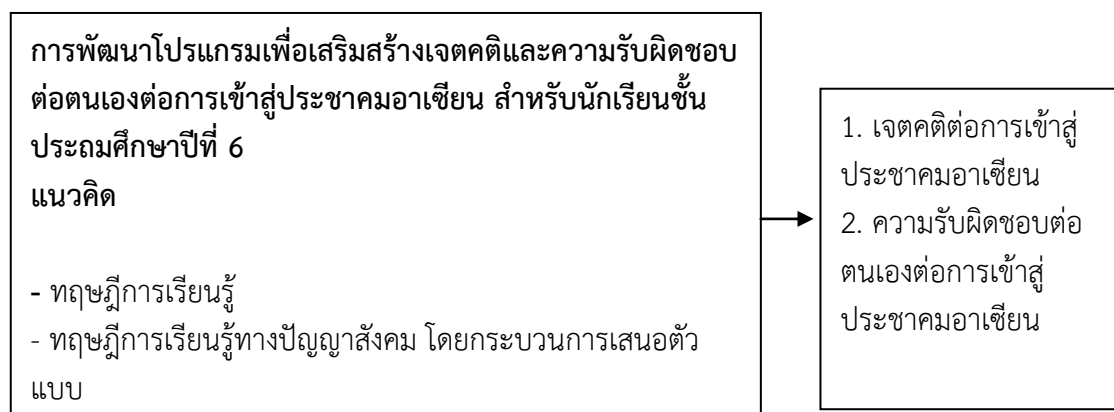 การพัฒนาโปรแกรมเพื่อเสริมสร้างเจตคติและความรับผิดชอบ
ต่อตนเองต่อการเข้าสู่ประชาคมอาเซียน สำหรับนักเรียนชั้น
ประถมศึกษาปีที่ 6
แนวคิด
- ทฤษฎีการเรียนรู้
- ทฤษฎีการเรียนรู้ทางปัญญาสังคม โดยกระบวนการเสนอตัว
แบบ
1. เจตคติต่อการเข้าสู่
ประชาคมอาเซียน
2. ความรับผิดชอบต่อ
ตนเองต่อการเข้าสู่
ประชาคมอาเซียน